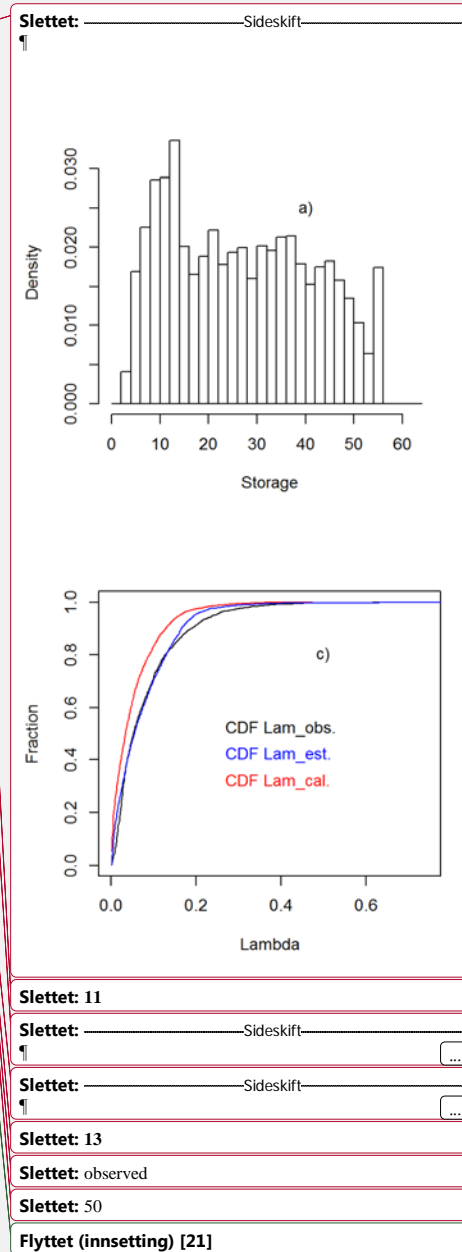 Slettet: Sideskift
¶
a)
Density
0.000 0.010 0.020 0.030
0 10 20 30 40 50 60
Storage
c)
Fraction
0.0 0.2 0.4 0.6 0.8 1.0
CDF Lam_obs.
CDF Lam_est.
CDF Lam_cal.
0.0 0.2 0.4 0.6
Lambda
Slettet: 11
Slettet: Sideskift
¶ ...
Slettet: Sideskift
¶ ...
Slettet: 13
Slettet: observed
Slettet: 50
Flyttet (innsetting) [21]